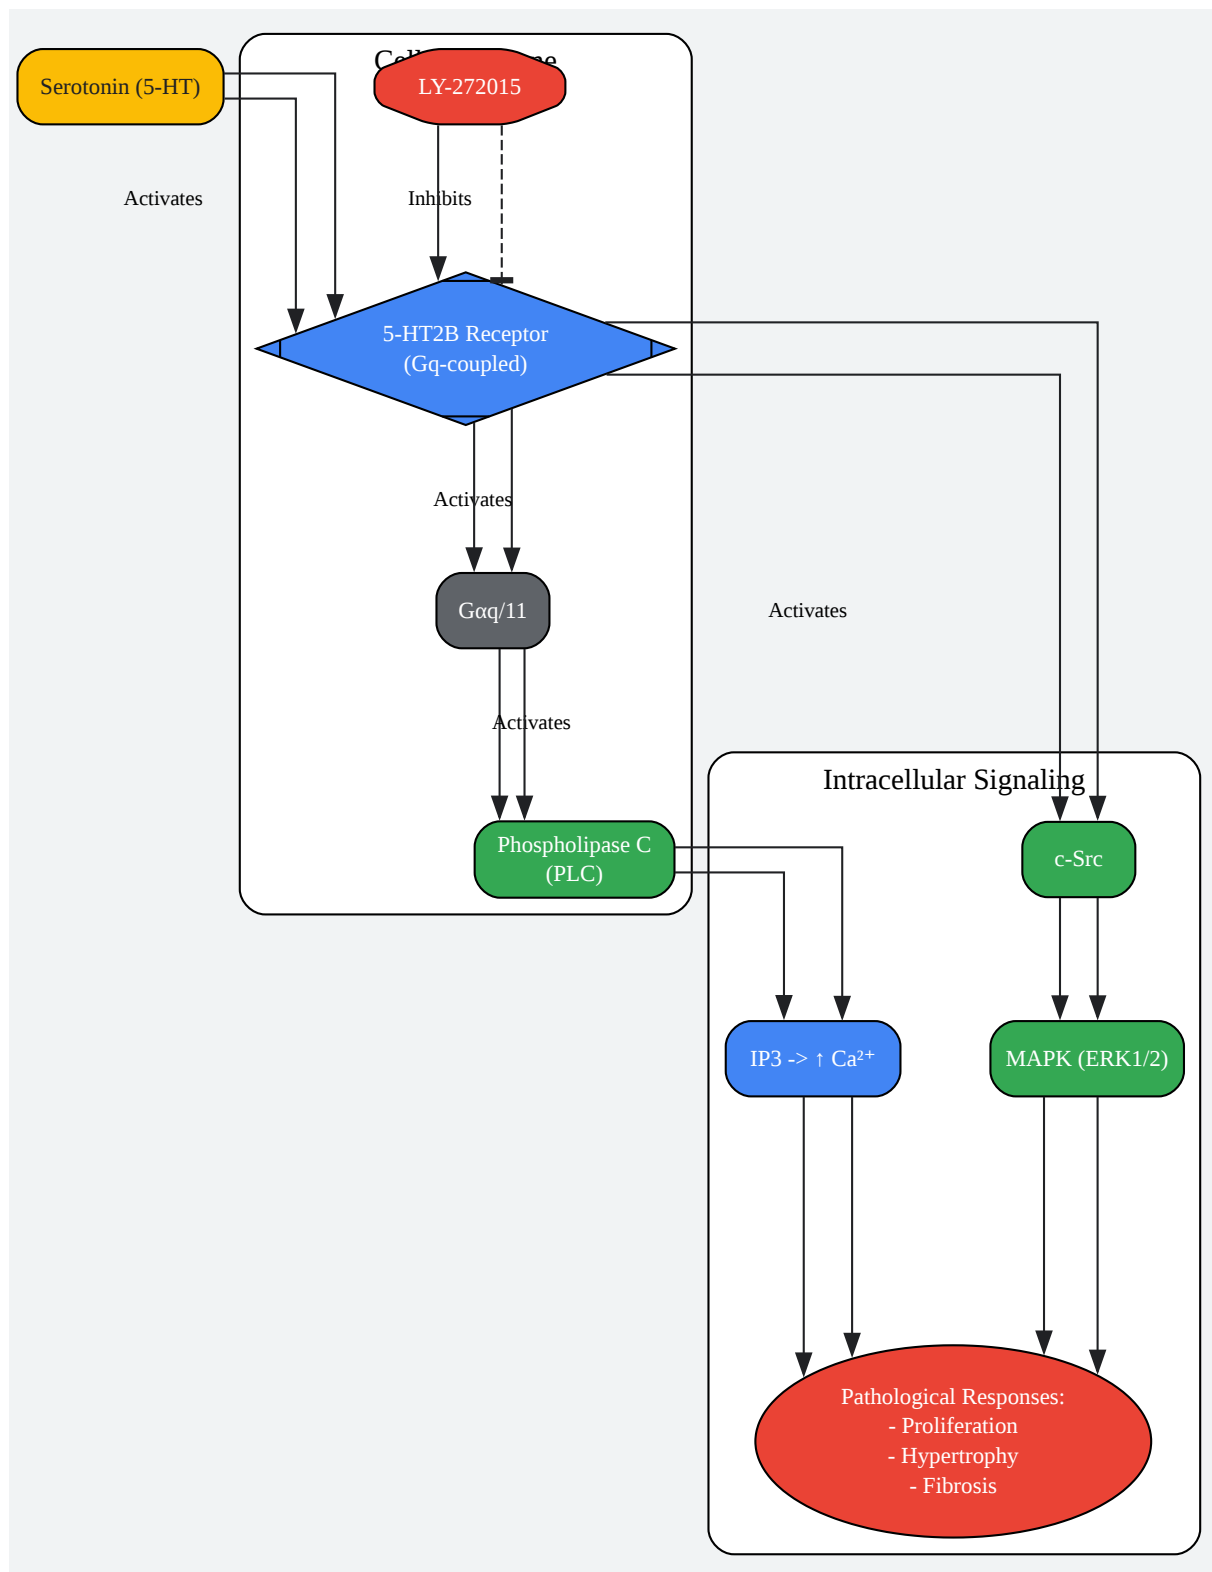 Serotonin (5-HT)
LY-272015
Activates
Inhibits
5-HT2B Receptor
(Gq-coupled)
Activates
Gαq/11
Activates
Activates
Intracellular Signaling
Phospholipase C
(PLC)
c-Src
IP3 -> ↑ Ca²⁺
MAPK (ERK1/2)
Pathological Responses:
- Proliferation
- Hypertrophy
- Fibrosis